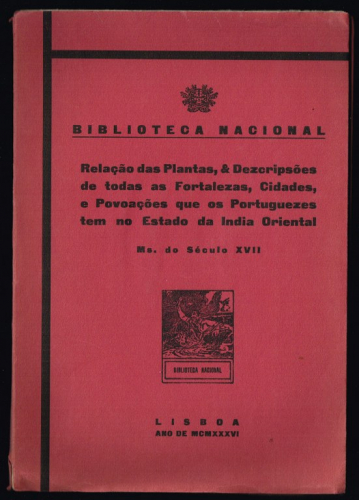 BIBLIOTECA NACIONAL
Relação das Plantas, & Dezcripsões
de todas as Fortalezas, Cidades,
e Povoações que os Portuguezes
tem no Estado da India Oriental
Ms. do Século XVII
BIBLIOTECA NACIONAL
LISBOA
ANO DE MCMXXXVI